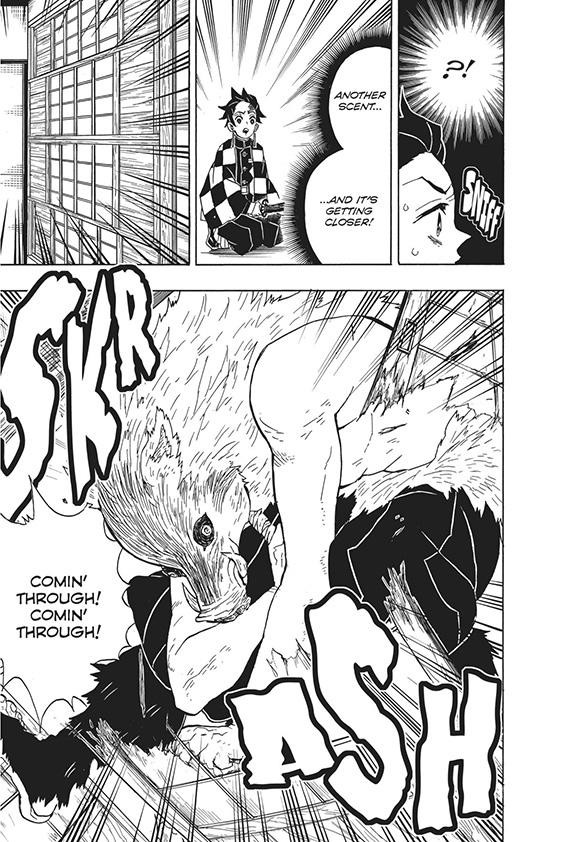 ?!
SNIFF
ANOTHER
SCENT...
...AND IT'S
GETTING
CLOSER!
SKR
ASH
COMIN'
THROUGH!
COMIN'
THROUGH!